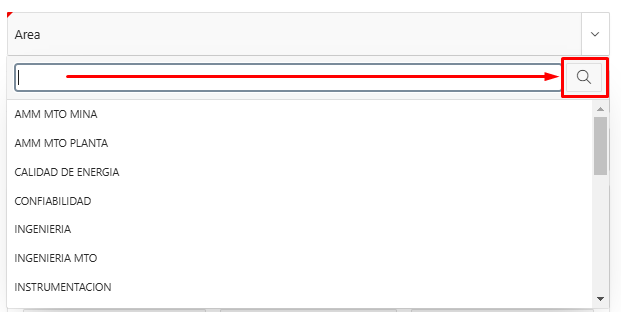 Area
AMM MTO MINA
AMM MTO PLANTA
CALIDAD DE ENERGIA
CONFIABILIDAD
INGENIERIA
INGENIERIA MTO
INSTRUMENTACION